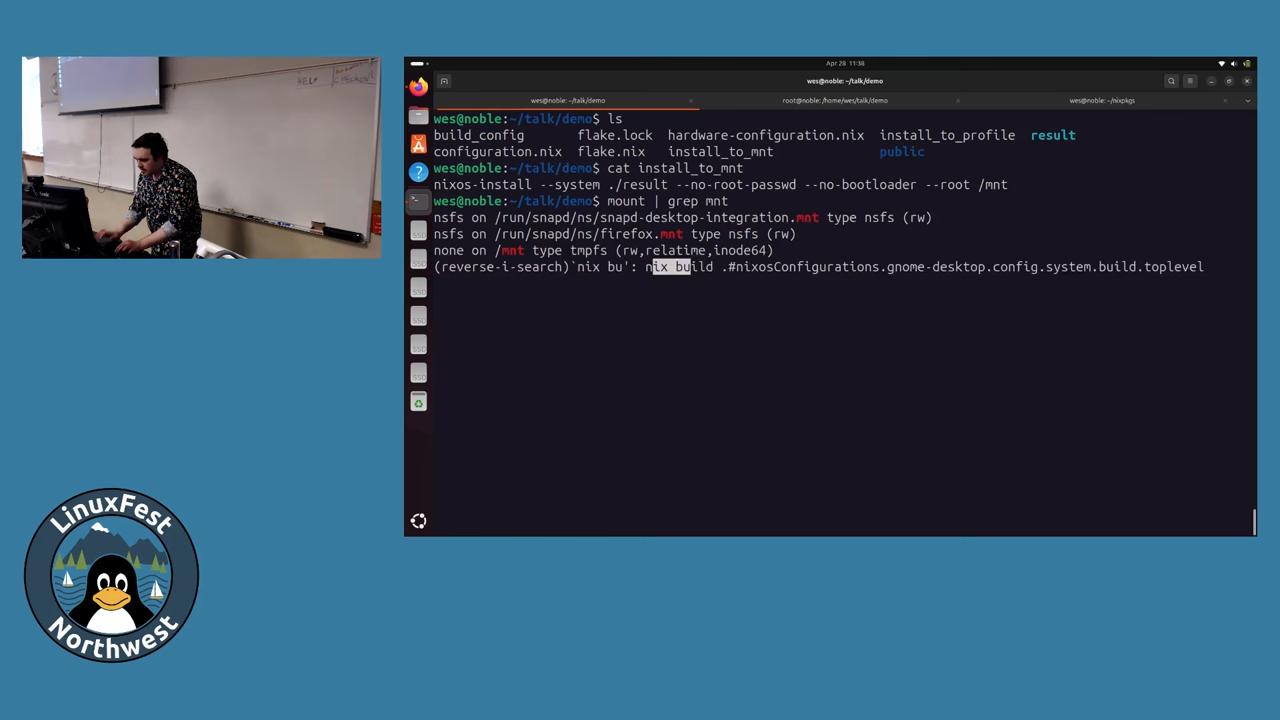 HELP
Apr 28 11:38
wes@noble: ~/talk/demo
wes@noble: ~/talk/demo
root@noble: /home/wes/talk/demo
wes@noble: ~/nixpkgs
wes@noble:~/talk/demo$ ls
build_config flake.lock hardware-configuration.nix install_to_profile result
configuration.nix flake.nix install_to_mnt public
wes@noble:~/talk/demo$ cat install_to_mnt
nixos-install --system ./result --no-root-passwd --no-bootloader --root /mnt
wes@noble:~/talk/demo$ mount | grep mnt
nsfs on /run/snapd/ns/snapd-desktop-integration.mnt type nsfs (rw)
nsfs on /run/snapd/ns/firefox.mnt type nsfs (rw)
none on /mnt type tmpfs (rw,relatime,inode64)
(reverse-i-search)`nix bu': nix build .#nixosConfigurations.gnome-desktop.config.system.build.toplevel
LinuxFest
Northwest